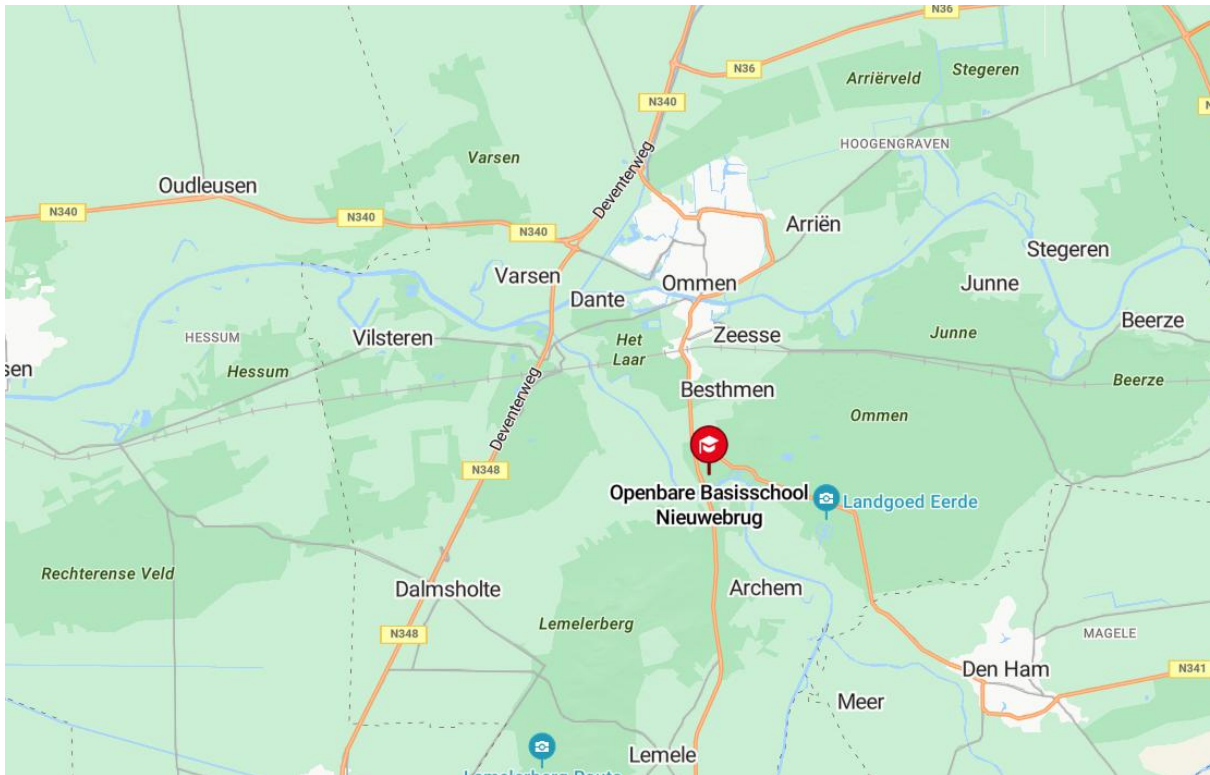 N36
N36
Stegeren
Arriërveld
N340
HOOGENGRAVEN
Varsen
Deventerweg
Oudleusen
N340
N340
N340
Arriën
Stegeren
Varsen
Ommen
Junne
Dante
Beerze
HESSUM
Vilsteren
Het
Laar
Zeesse
Junne
sen
Hessum
Beerze
Besthmen
Deventerweg
Ommen
N348
Openbare Basisschool
Nieuwebrug
Landgoed Eerde
Rechterense Veld
Dalmsholte
Archem
Lemelerberg
N348
MAGELE
Den Ham
N341
Meer
Lemele